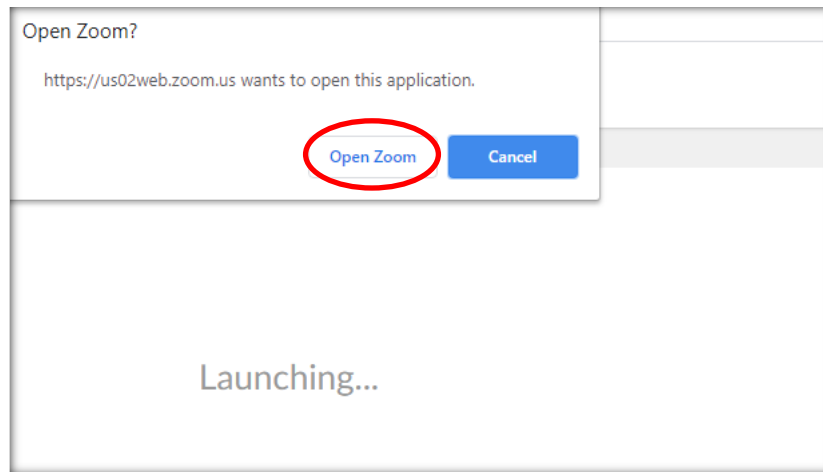 Open Zoom?
https://us02web.zoom.us wants to open this application.
Open Zoom Cancel
Launching...